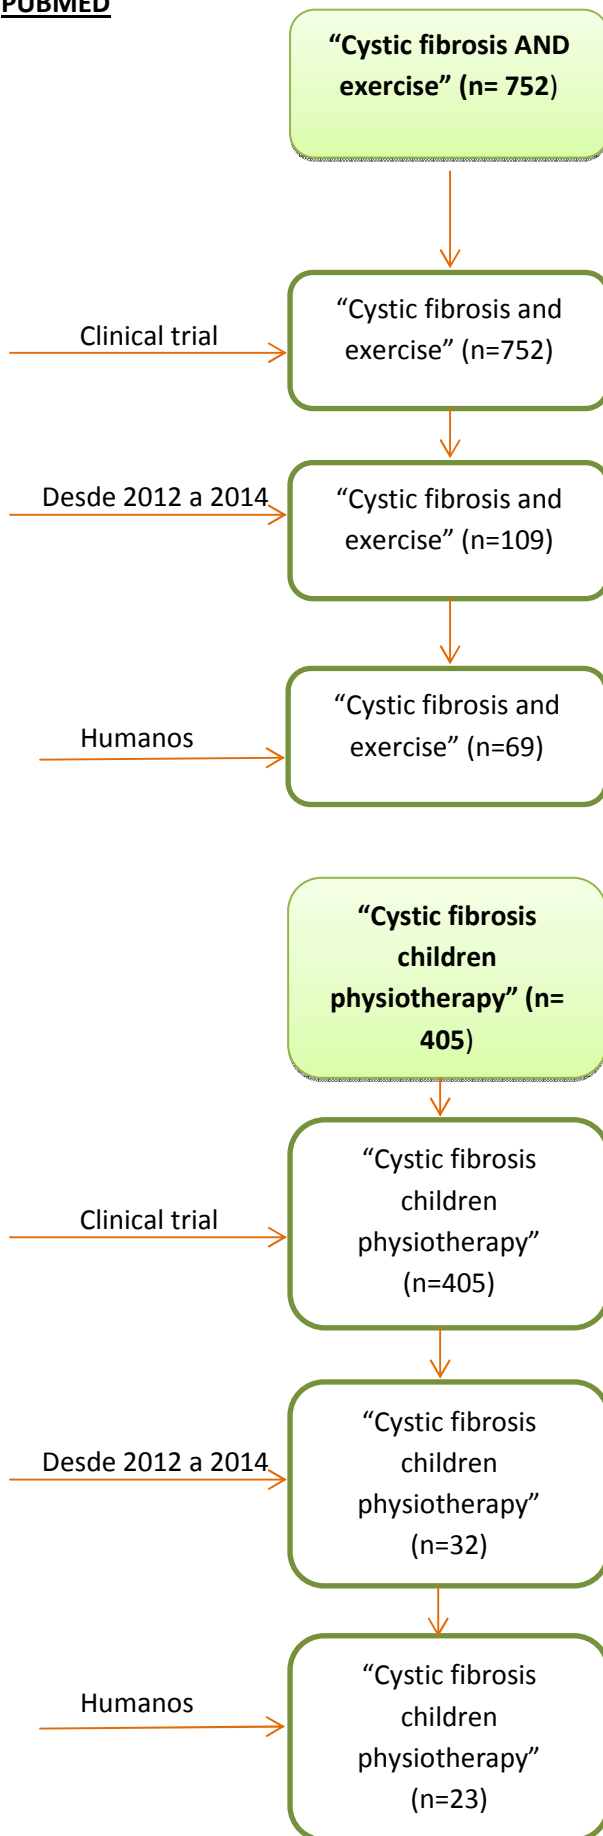 PUBMED
“Cystic fibrosis AND
exercise” (n= 752)
Clinical trial
“Cystic fibrosis and
exercise” (n=752)
Desde 2012 a 2014
“Cystic fibrosis and
exercise” (n=109)
Humanos
“Cystic fibrosis and
exercise” (n=69)
“Cystic fibrosis
children
physiotherapy” (n=
405)
Clinical trial
“Cystic fibrosis
children
physiotherapy”
(n=405)
Desde 2012 a 2014
“Cystic fibrosis
children
physiotherapy”
(n=32)
Humanos
“Cystic fibrosis
children
physiotherapy”
(n=23)